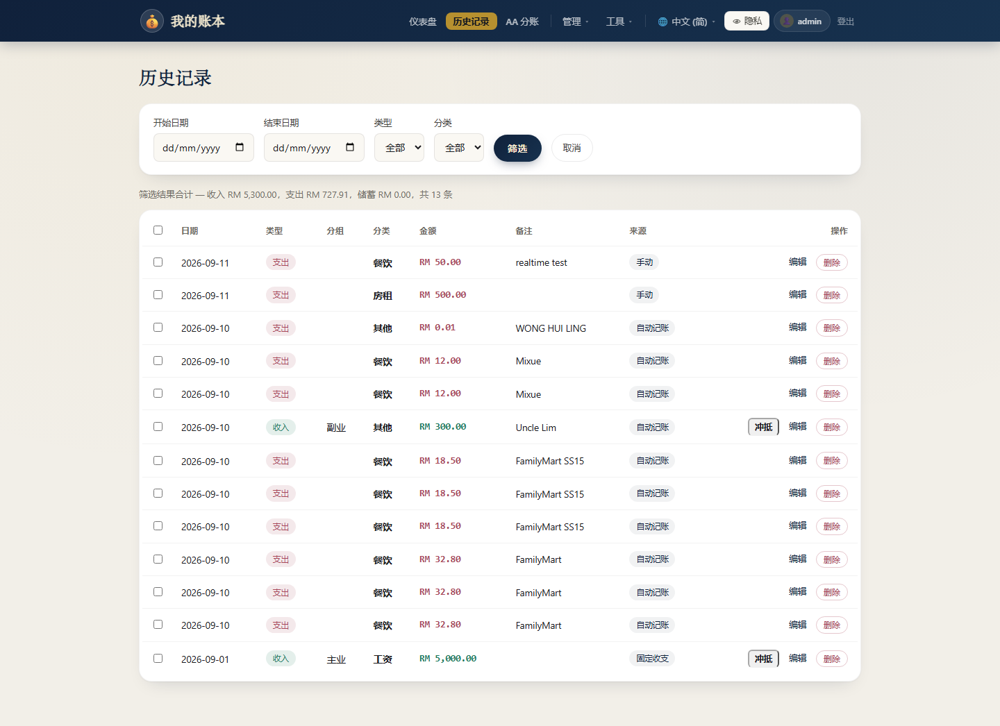 我的账本 仪表盘 历史记录 AA 分账 管理 工具 中文 (简) 隐私 admin 登出
历史记录
开始日期 结束日期 类型 分类
dd/mm/yyyy dd/mm/yyyy 全部 全部 筛选 取消
筛选结果合计 — 收入 RM 5,300.00，支出 RM 727.91，储蓄 RM 0.00，共 13 条
日期 类型 分组 分类 金额 备注 来源 操作
2026-09-11 支出 餐饮 RM 50.00 realtime test 手动 编辑 删除
2026-09-11 支出 房租 RM 500.00 手动 编辑 删除
2026-09-10 支出 其他 RM 0.01 WONG HUI LING 自动记账 编辑 删除
2026-09-10 支出 餐饮 RM 12.00 Mixue 自动记账 编辑 删除
2026-09-10 支出 餐饮 RM 12.00 Mixue 自动记账 编辑 删除
2026-09-10 收入 副业 其他 RM 300.00 Uncle Lim 自动记账 冲抵 编辑 删除
2026-09-10 支出 餐饮 RM 18.50 FamilyMart SS15 自动记账 编辑 删除
2026-09-10 支出 餐饮 RM 18.50 FamilyMart SS15 自动记账 编辑 删除
2026-09-10 支出 餐饮 RM 18.50 FamilyMart SS15 自动记账 编辑 删除
2026-09-10 支出 餐饮 RM 32.80 FamilyMart 自动记账 编辑 删除
2026-09-10 支出 餐饮 RM 32.80 FamilyMart 自动记账 编辑 删除
2026-09-10 支出 餐饮 RM 32.80 FamilyMart 自动记账 编辑 删除
2026-09-01 收入 主业 工资 RM 5,000.00 固定收支 冲抵 编辑 删除